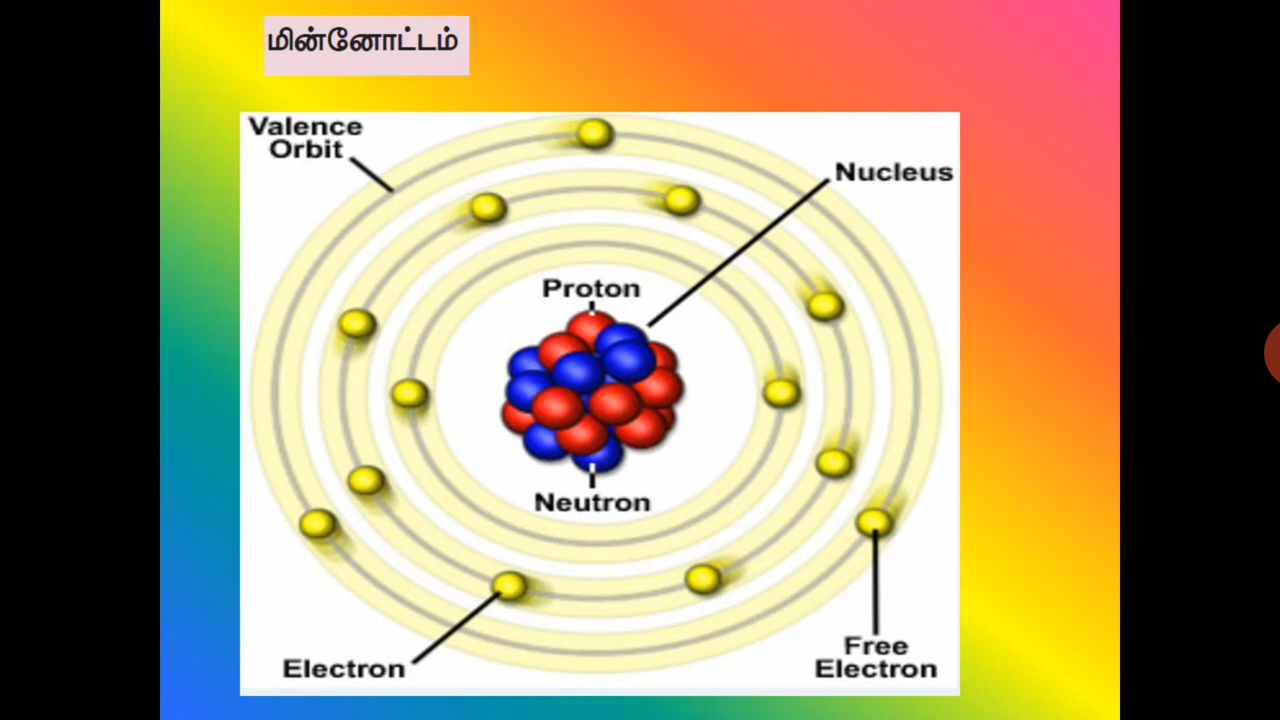 மின்னோட்டம்
Valence
Orbit
Nucleus
Proton
Neutron
Electron
Free
Electron